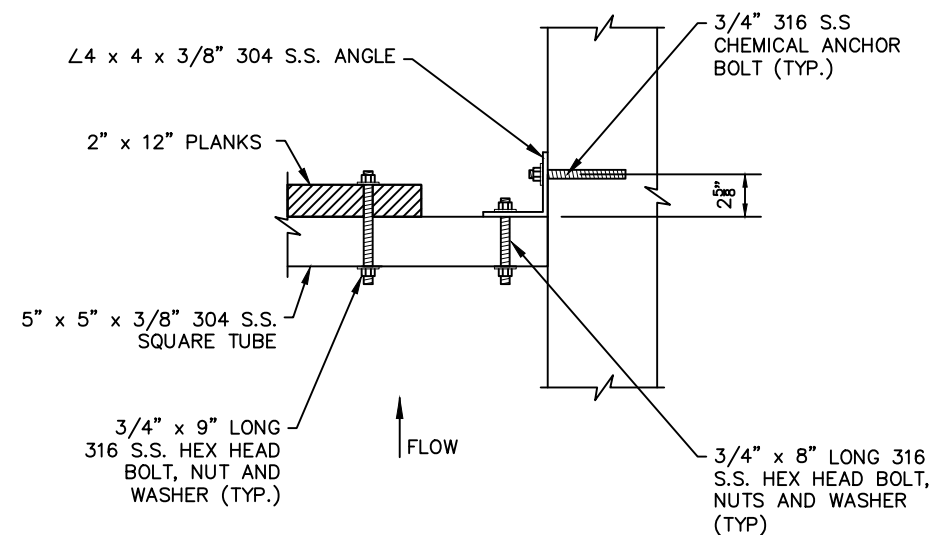 ∠4 x 4 x 3/8" 304 S.S. ANGLE
3/4" 316 S.S
CHEMICAL ANCHOR
BOLT (TYP.)
2" x 12" PLANKS
2 5/8"
5" x 5" x 3/8" 304 S.S.
SQUARE TUBE
3/4" x 9" LONG
316 S.S. HEX HEAD
BOLT, NUT AND
WASHER (TYP.)
FLOW
3/4" x 8" LONG 316
S.S. HEX HEAD BOLT,
NUTS AND WASHER
(TYP)